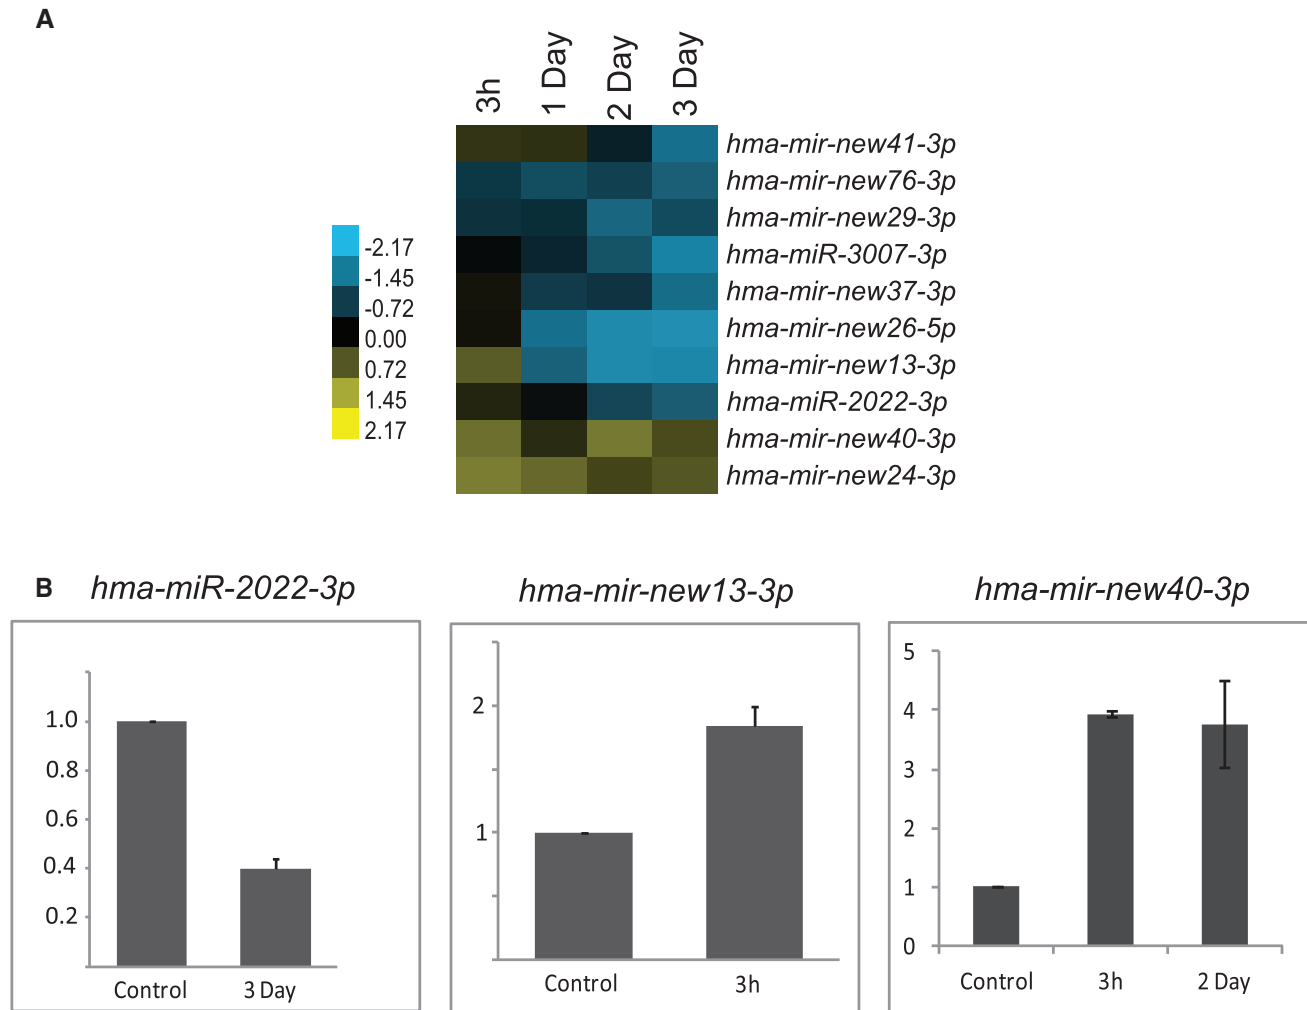 A
3h
1 Day
2 Day
3 Day
hma-mir-new41-3p
hma-mir-new76-3p
hma-mir-new29-3p
hma-miR-3007-3p
hma-mir-new37-3p
hma-mir-new26-5p
hma-mir-new13-3p
hma-miR-2022-3p
hma-mir-new40-3p
hma-mir-new24-3p
-2.17
-1.45
-0.72
0.00
0.72
1.45
2.17
B
hma-miR-2022-3p
1.0
0.8
0.6
0.4
0.2
Control
3 Day
hma-mir-new13-3p
2
1
Control
3h
hma-mir-new40-3p
5
4
3
2
1
0
Control
3h
2 Day